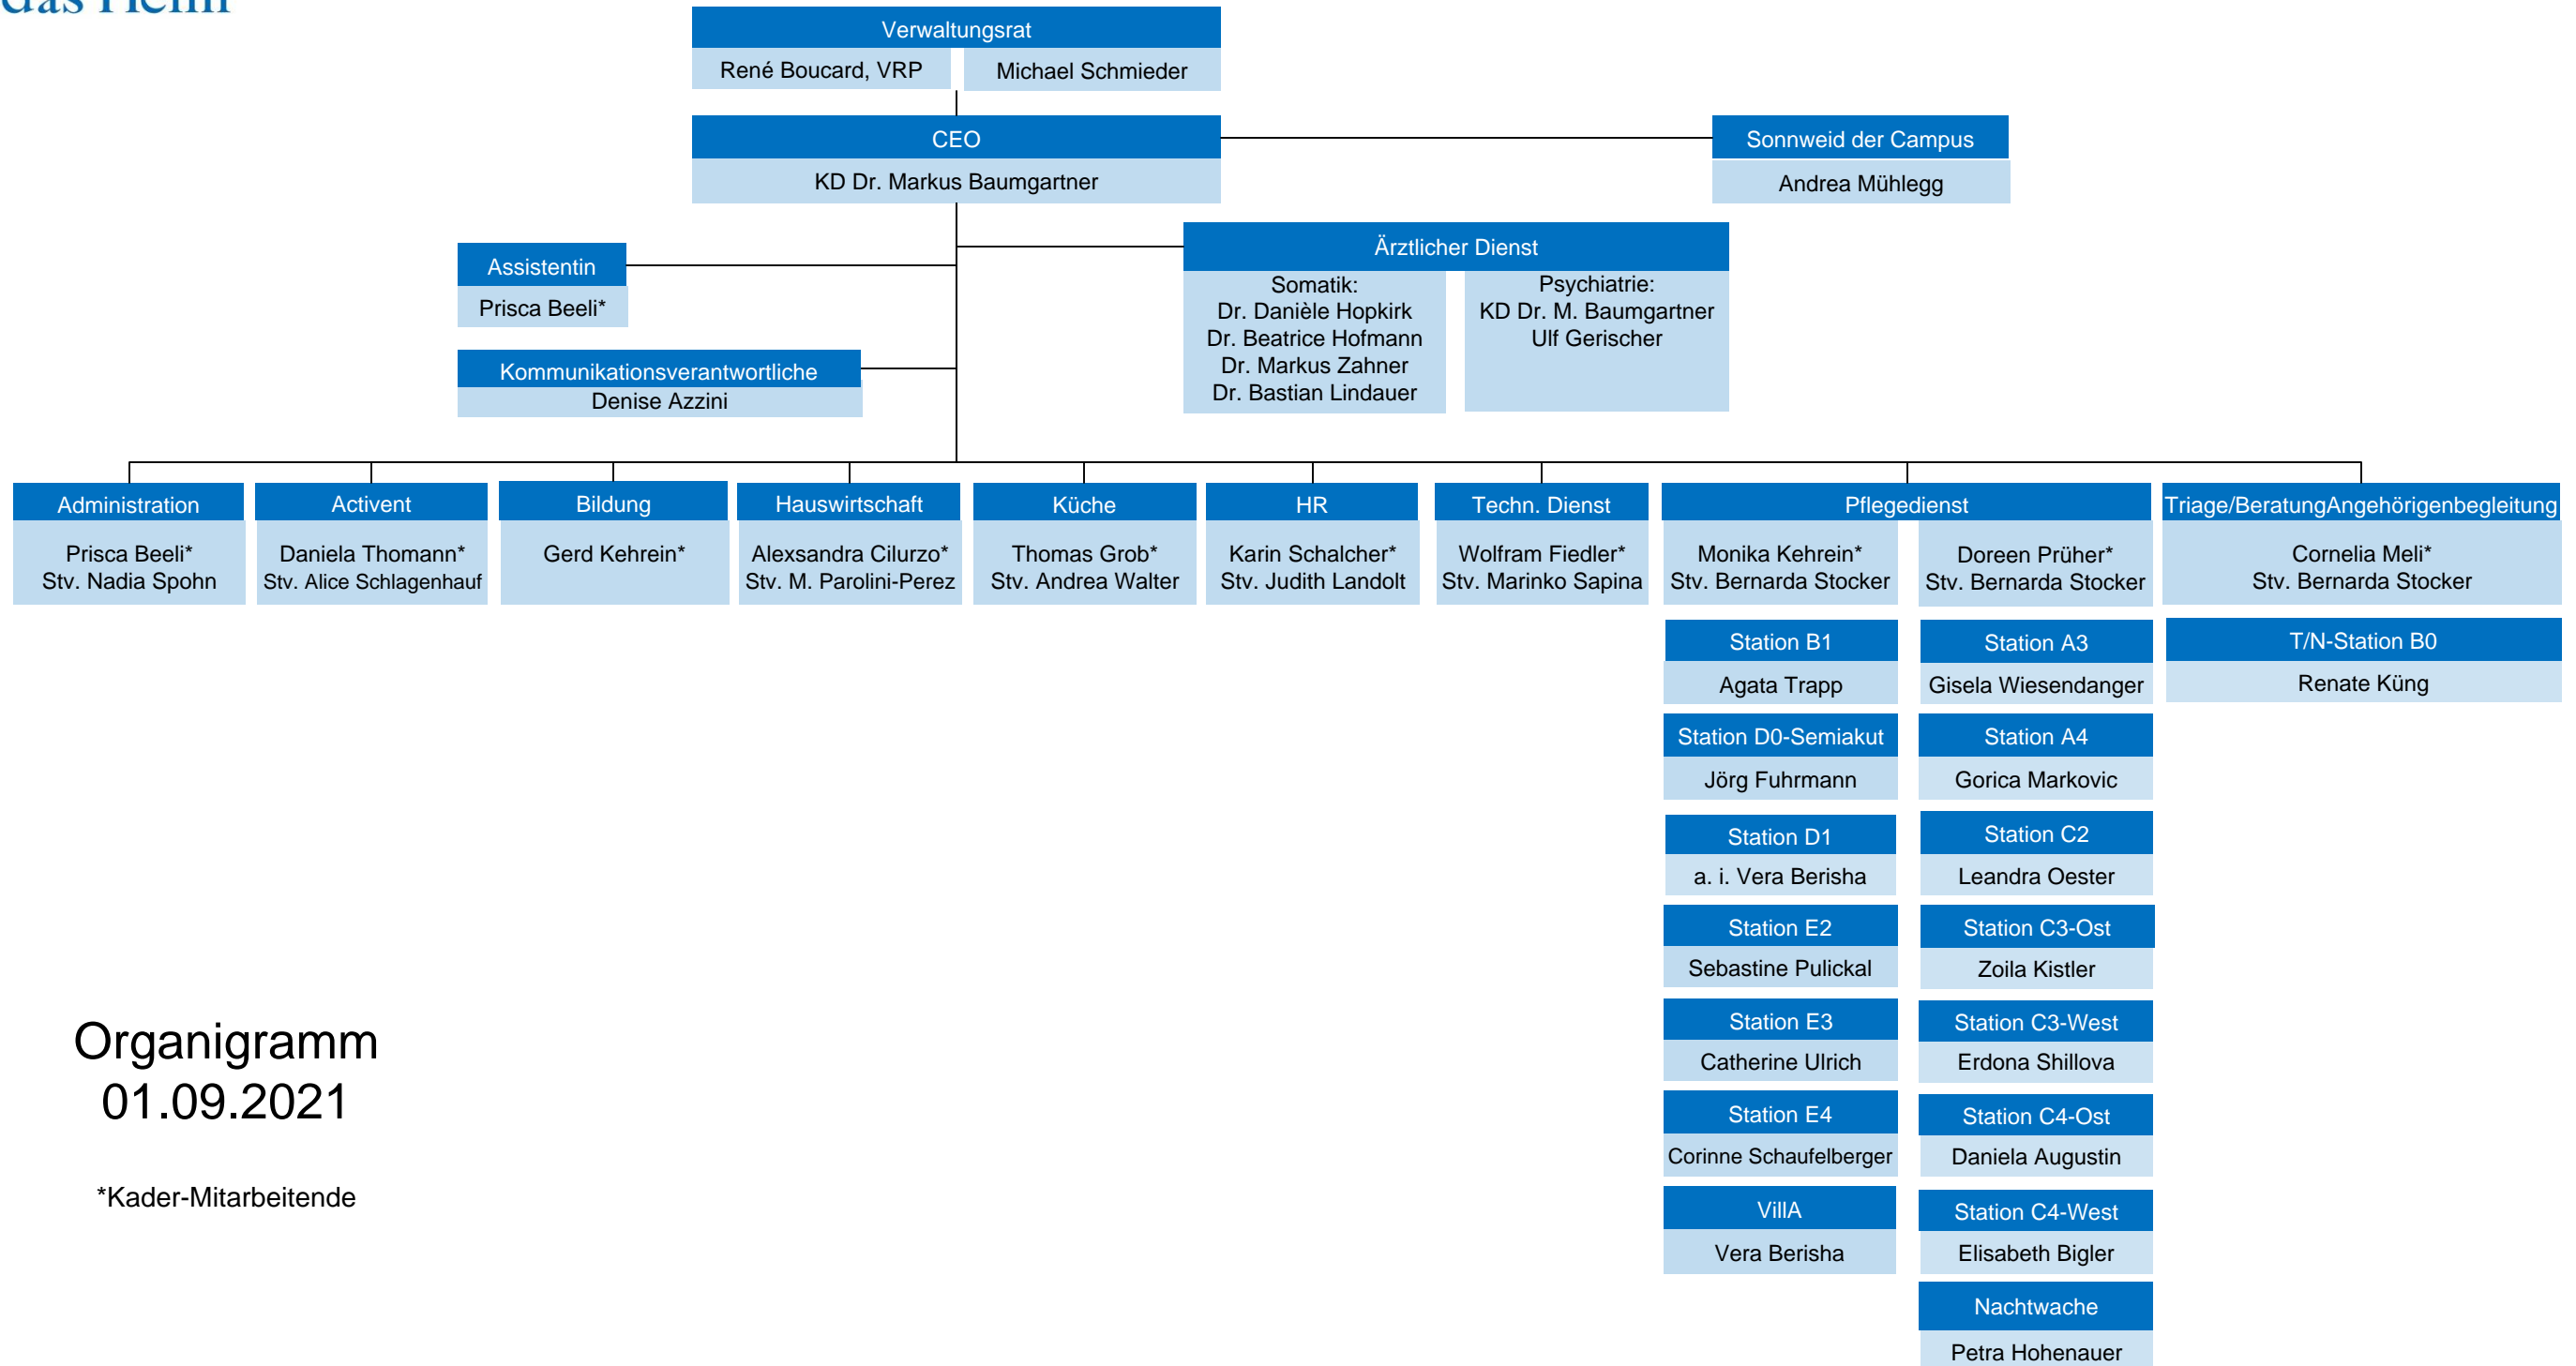 das Heim
Verwaltungsrat
René Boucard, VRP
Michael Schmieder
CEO
KD Dr. Markus Baumgartner
Sonnweid der Campus
Andrea Mühlegg
Assistentin
Prisca Beeli*
Ärztlicher Dienst
Somatik:
Dr. Danièle Hopkirk
Dr. Beatrice Hofmann
Dr. Markus Zahner
Dr. Bastian Lindauer
Psychiatrie:
KD Dr. M. Baumgartner
Ulf Gerischer
Kommunikationsverantwortliche
Denise Azzini
Administration
Prisca Beeli*
Stv. Nadia Spohn
Activent
Daniela Thomann*
Stv. Alice Schlagenhauf
Bildung
Gerd Kehrein*
Hauswirtschaft
Alexsandra Cilurzo*
Stv. M. Parolini-Perez
Küche
Thomas Grob*
Stv. Andrea Walter
HR
Karin Schalcher*
Stv. Judith Landolt
Techn. Dienst
Wolfram Fiedler*
Stv. Marinko Sapina
Pflegedienst
Monika Kehrein*
Stv. Bernarda Stocker
Doreen Prüher*
Stv. Bernarda Stocker
Triage/BeratungAngehörigenbegleitung
Cornelia Meli*
Stv. Bernarda Stocker
Station B1
Agata Trapp
Station D0-Semiakut
Jörg Fuhrmann
Station D1
a. i. Vera Berisha
Station E2
Sebastine Pulickal
Station E3
Catherine Ulrich
Station E4
Corinne Schaufelberger
VillA
Vera Berisha
Station A3
Gisela Wiesendanger
Station A4
Gorica Markovic
Station C2
Leandra Oester
Station C3-Ost
Zoila Kistler
Station C3-West
Erdona Shillova
Station C4-Ost
Daniela Augustin
Station C4-West
Elisabeth Bigler
Nachtwache
Petra Hohenauer
T/N-Station B0
Renate Küng
Organigramm
01.09.2021
*Kader-Mitarbeitende